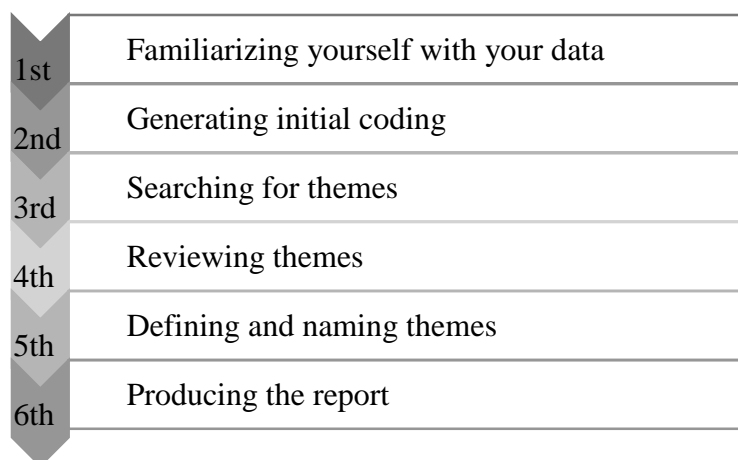 1st Familiarizing yourself with your data
2nd Generating initial coding
3rd Searching for themes
4th Reviewing themes
5th Defining and naming themes
6th Producing the report